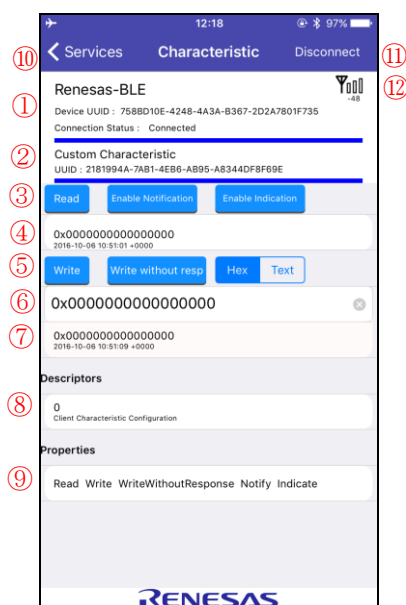 12:18 97%
⑩ Services Characteristic Disconnect ⑪
① Renesas-BLE ⑫
-48
Device UUID : 758BD10E-4248-4A3A-B367-2D2A7801F735
Connection Status : Connected
② Custom Characteristic
UUID : 2181994A-7AB1-4EB6-AB95-A8344DF8F69E
③ Read Enable Notification Enable Indication
④ 0x0000000000000000
2016-10-06 10:51:01 +0000
⑤ Write Write without resp Hex Text
⑥ 0x0000000000000000
⑦ 0x0000000000000000
2016-10-06 10:51:09 +0000
Descriptors
⑧ 0
Client Characteristic Configuration
Properties
⑨ Read Write WriteWithoutResponse Notify Indicate
RENESAS